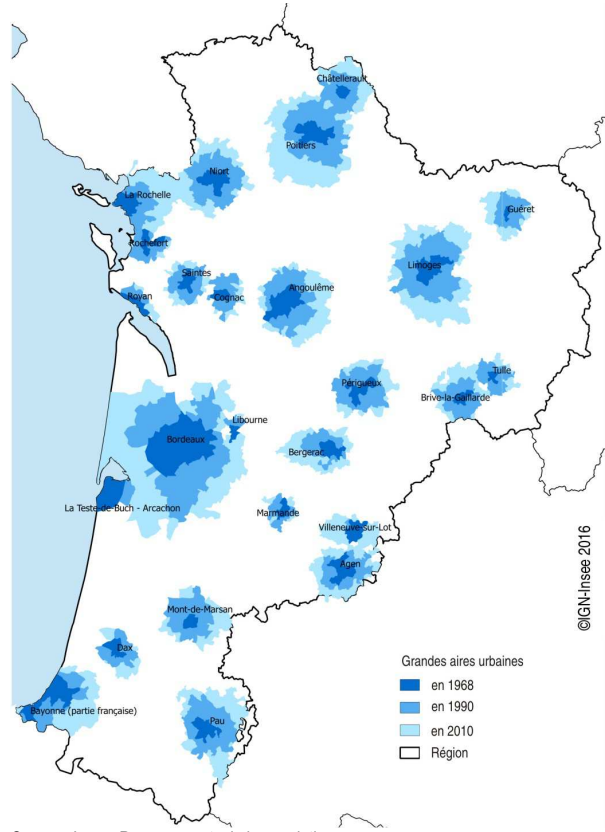 Châtellerault
Poitiers
Niort
La Rochelle
Guéret
Rochefort
Limoges
Saintes
Angoulême
Royan
Cognac
Tulle
Périgueux
Brive-la-Gaillarde
Libourne
Bordeaux
Bergerac
La Teste-de-Buch - Arcachon
Marmande
Villeneuve-sur-Lot
Agen
Mont-de-Marsan
Dax
Bayonne (partie française)
Pau
©IGN-Insee 2016
Grandes aires urbaines
en 1968
en 1990
en 2010
Région